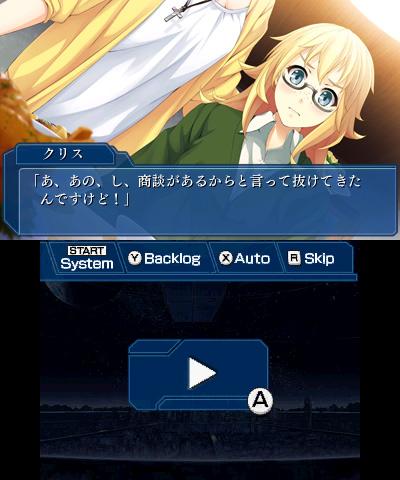 クリス
「あ、あの、し、商談があるからと言って抜けてきた
んですけど！」
START
System
Y Backlog
X Auto
R Skip
A